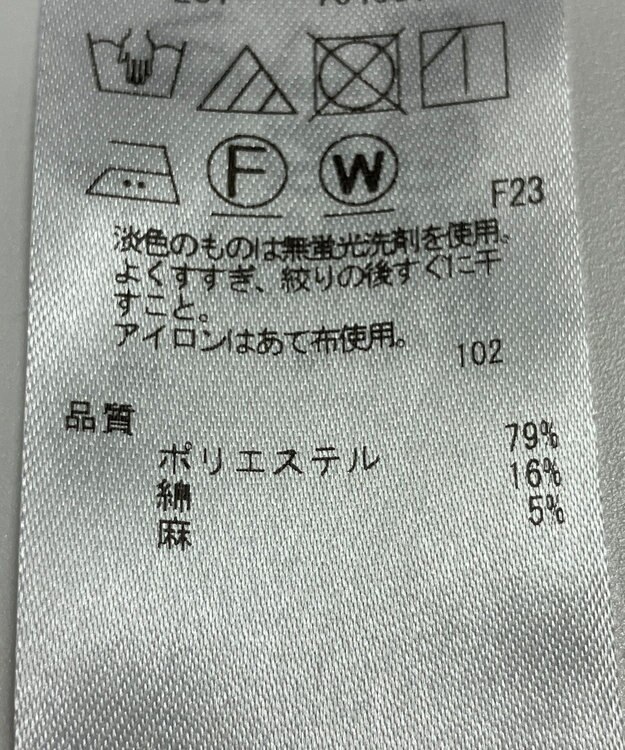 F
W
F23
淡色のものは無蛍光洗剤を使用。
よくすすぎ、絞りの後すぐに干
すこと。
アイロンはあて布使用。
102
品質
ポリエステル 79%
綿 16%
麻 5%